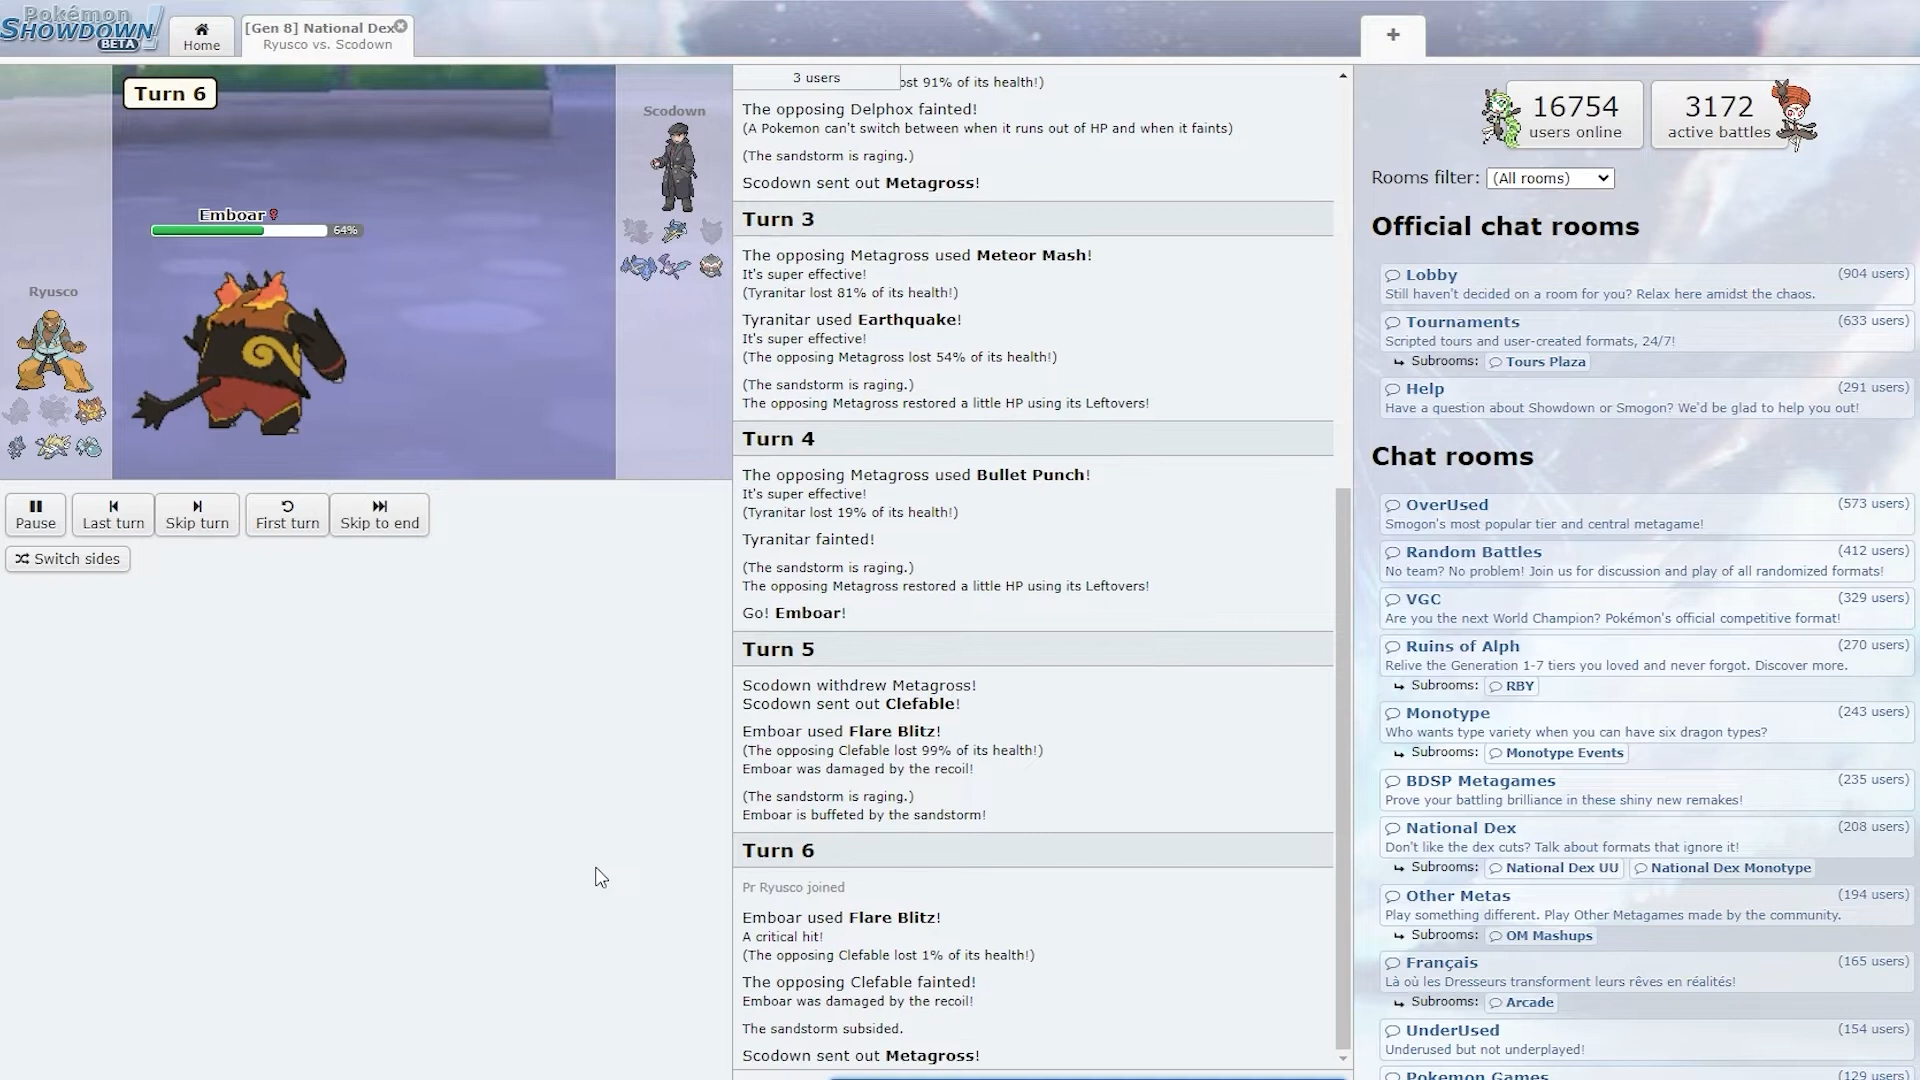 Pokémon
SHOWDOWN!
BETA
Home
[Gen 8] National Dex
Ryusco vs. Scodown
+
Turn 6
Emboar
64%
Ryusco
Scodown
Pause
Last turn
Skip turn
First turn
Skip to end
Switch sides
3 users
ost 91% of its health!)
The opposing Delphox fainted!
(A Pokemon can't switch between when it runs out of HP and when it faints)
(The sandstorm is raging.)
Scodown sent out Metagross!
Turn 3
The opposing Metagross used Meteor Mash!
It's super effective!
(Tyranitar lost 81% of its health!)
Tyranitar used Earthquake!
It's super effective!
(The opposing Metagross lost 54% of its health!)
(The sandstorm is raging.)
The opposing Metagross restored a little HP using its Leftovers!
Turn 4
The opposing Metagross used Bullet Punch!
It's super effective!
(Tyranitar lost 19% of its health!)
Tyranitar fainted!
(The sandstorm is raging.)
The opposing Metagross restored a little HP using its Leftovers!
Go! Emboar!
Turn 5
Scodown withdrew Metagross!
Scodown sent out Clefable!
Emboar used Flare Blitz!
(The opposing Clefable lost 99% of its health!)
Emboar was damaged by the recoil!
(The sandstorm is raging.)
Emboar is buffeted by the sandstorm!
Turn 6
Pr Ryusco joined
Emboar used Flare Blitz!
A critical hit!
(The opposing Clefable lost 1% of its health!)
The opposing Clefable fainted!
Emboar was damaged by the recoil!
The sandstorm subsided.
Scodown sent out Metagross!
16754
users online
3172
active battles
Rooms filter: (All rooms)
Official chat rooms
Lobby (904 users)
Still haven't decided on a room for you? Relax here amidst the chaos.
Tournaments (633 users)
Scripted tours and user-created formats, 24/7!
Subrooms: Tours Plaza
Help (291 users)
Have a question about Showdown or Smogon? We'd be glad to help you out!
Chat rooms
OverUsed (573 users)
Smogon's most popular tier and central metagame!
Random Battles (412 users)
No team? No problem! Join us for discussion and play of all randomized formats!
VGC (329 users)
Are you the next World Champion? Pokémon's official competitive format!
Ruins of Alph (270 users)
Relive the Generation 1-7 tiers you loved and never forgot. Discover more.
Subrooms: RBY
Monotype (243 users)
Who wants type variety when you can have six dragon types?
Subrooms: Monotype Events
BDSP Metagames (235 users)
Prove your battling brilliance in these shiny new remakes!
National Dex (208 users)
Don't like the dex cuts? Talk about formats that ignore it!
Subrooms: National Dex UU National Dex Monotype
Other Metas (194 users)
Play something different. Play Other Metagames made by the community.
Subrooms: OM Mashups
Français (165 users)
Là où les Dresseurs transforment leurs rêves en réalités!
Subrooms: Arcade
UnderUsed (154 users)
Underused but not underplayed!
Pokemon Games (129 users)